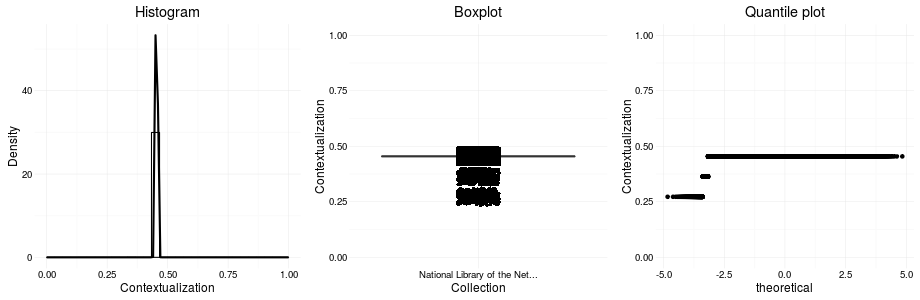 Histogram
Density
40
20
0
0.00 0.25 0.50 0.75 1.00
Contextualization
Boxplot
Contextualization
1.00
0.75
0.50
0.25
0.00
National Library of the Net...
Collection
Quantile plot
Contextualization
1.00
0.75
0.50
0.25
0.00
-5.0 -2.5 0.0 2.5 5.0
theoretical